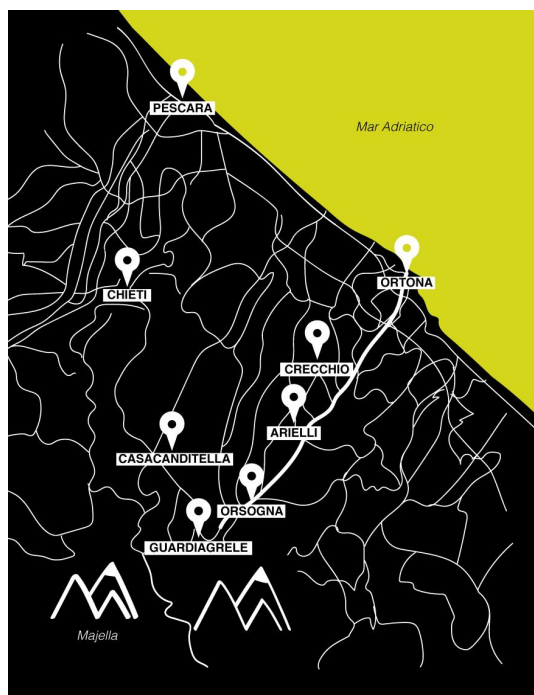 PESCARA
Mar Adriatico
CHIETI
ORTONA
CRECCHIO
ARIELLI
CASACANDITELLA
ORSOGNA
GUARDIAGRELE
Majella